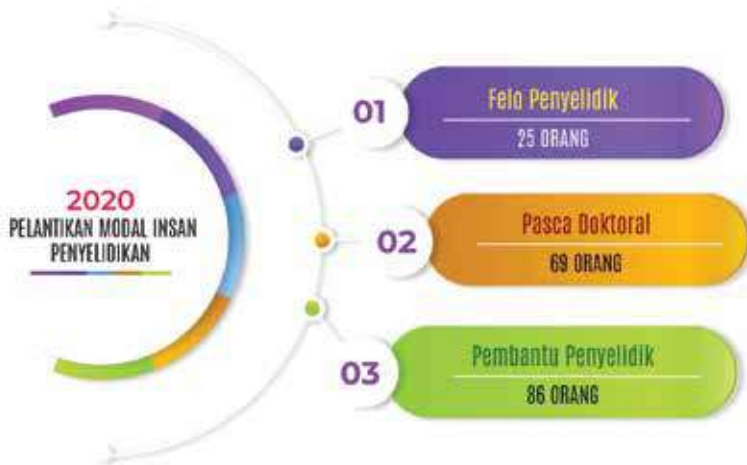 2020
PELANTIKAN MODAL INSAN
PENYELIDIKAN
01
Felo Penyelidik
25 ORANG
02
Pasca Doktoral
69 ORANG
03
Pembantu Penyelidik
86 ORANG